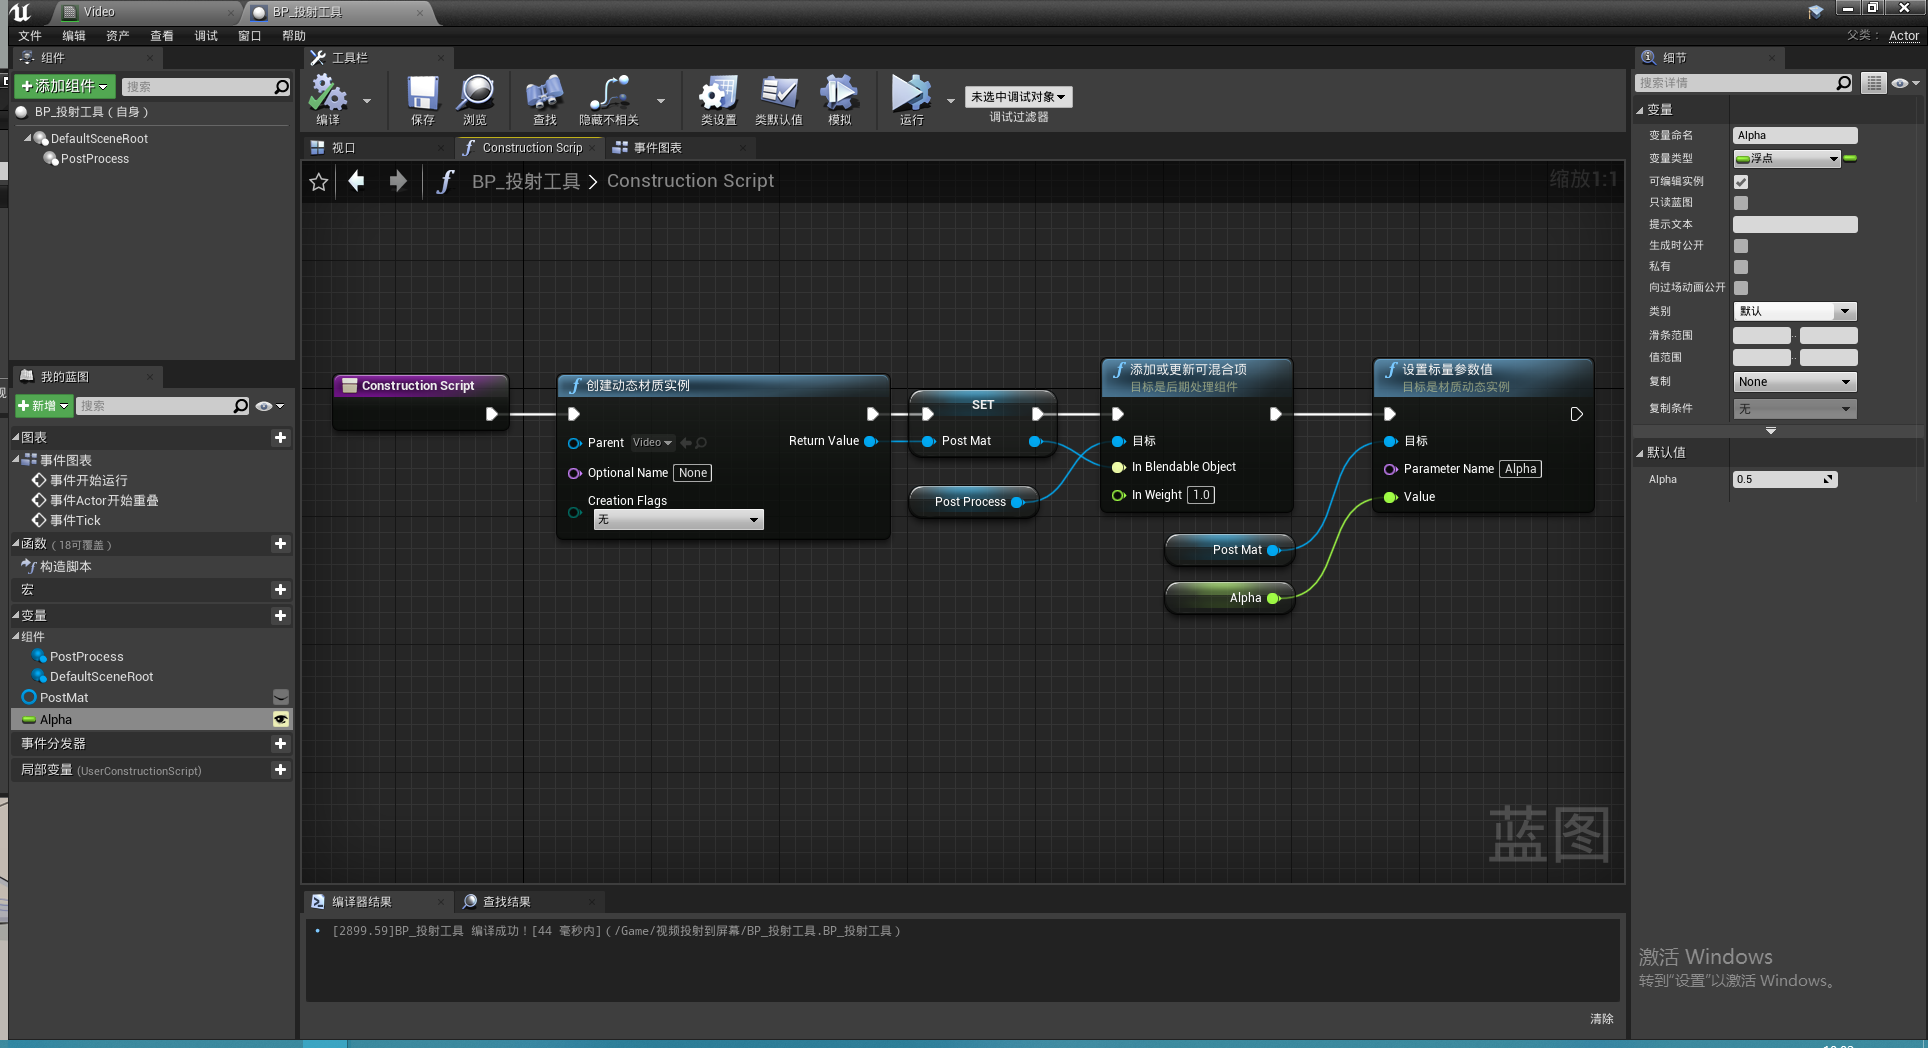 Video
BP_投射工具
文件 编辑 资产 查看 调试 窗口 帮助
父类： Actor
组件
+添加组件
搜索
BP_投射工具（自身）
DefaultSceneRoot
PostProcess
工具栏
编译
保存
浏览
查找
隐藏不相关
类设置
类默认值
模拟
运行
未选中调试对象
调试过滤器
视口
Construction Scrip
事件图表
BP_投射工具 > Construction Script
缩放1:1
我的蓝图
+新增
搜索
图表
事件图表
事件开始运行
事件Actor开始重叠
事件Tick
函数（18可覆盖）
构造脚本
宏
变量
组件
PostProcess
DefaultSceneRoot
PostMat
Alpha
事件分发器
局部变量 (UserConstructionScript)
Construction Script
创建动态材质实例
Parent Video
Return Value
Optional Name None
Creation Flags
无
SET
Post Mat
Post Process
添加或更新可混合项
目标是后期处理组件
目标
In Blendable Object
In Weight 1.0
设置标量参数值
目标是材质动态实例
目标
Parameter Name Alpha
Value
Post Mat
Alpha
蓝图
编译器结果
查找结果
[2899.59]BP_投射工具 编译成功！[44 毫秒内]（/Game/视频投射到屏幕/BP_投射工具.BP_投射工具）
清除
细节
搜索详情
变量
变量命名 Alpha
变量类型 浮点
可编辑实例
只读蓝图
提示文本
生成时公开
私有
向过场动画公开
类别 默认
滑条范围
值范围
复制 None
复制条件 无
默认值
Alpha 0.5
激活 Windows
转到“设置”以激活 Windows。